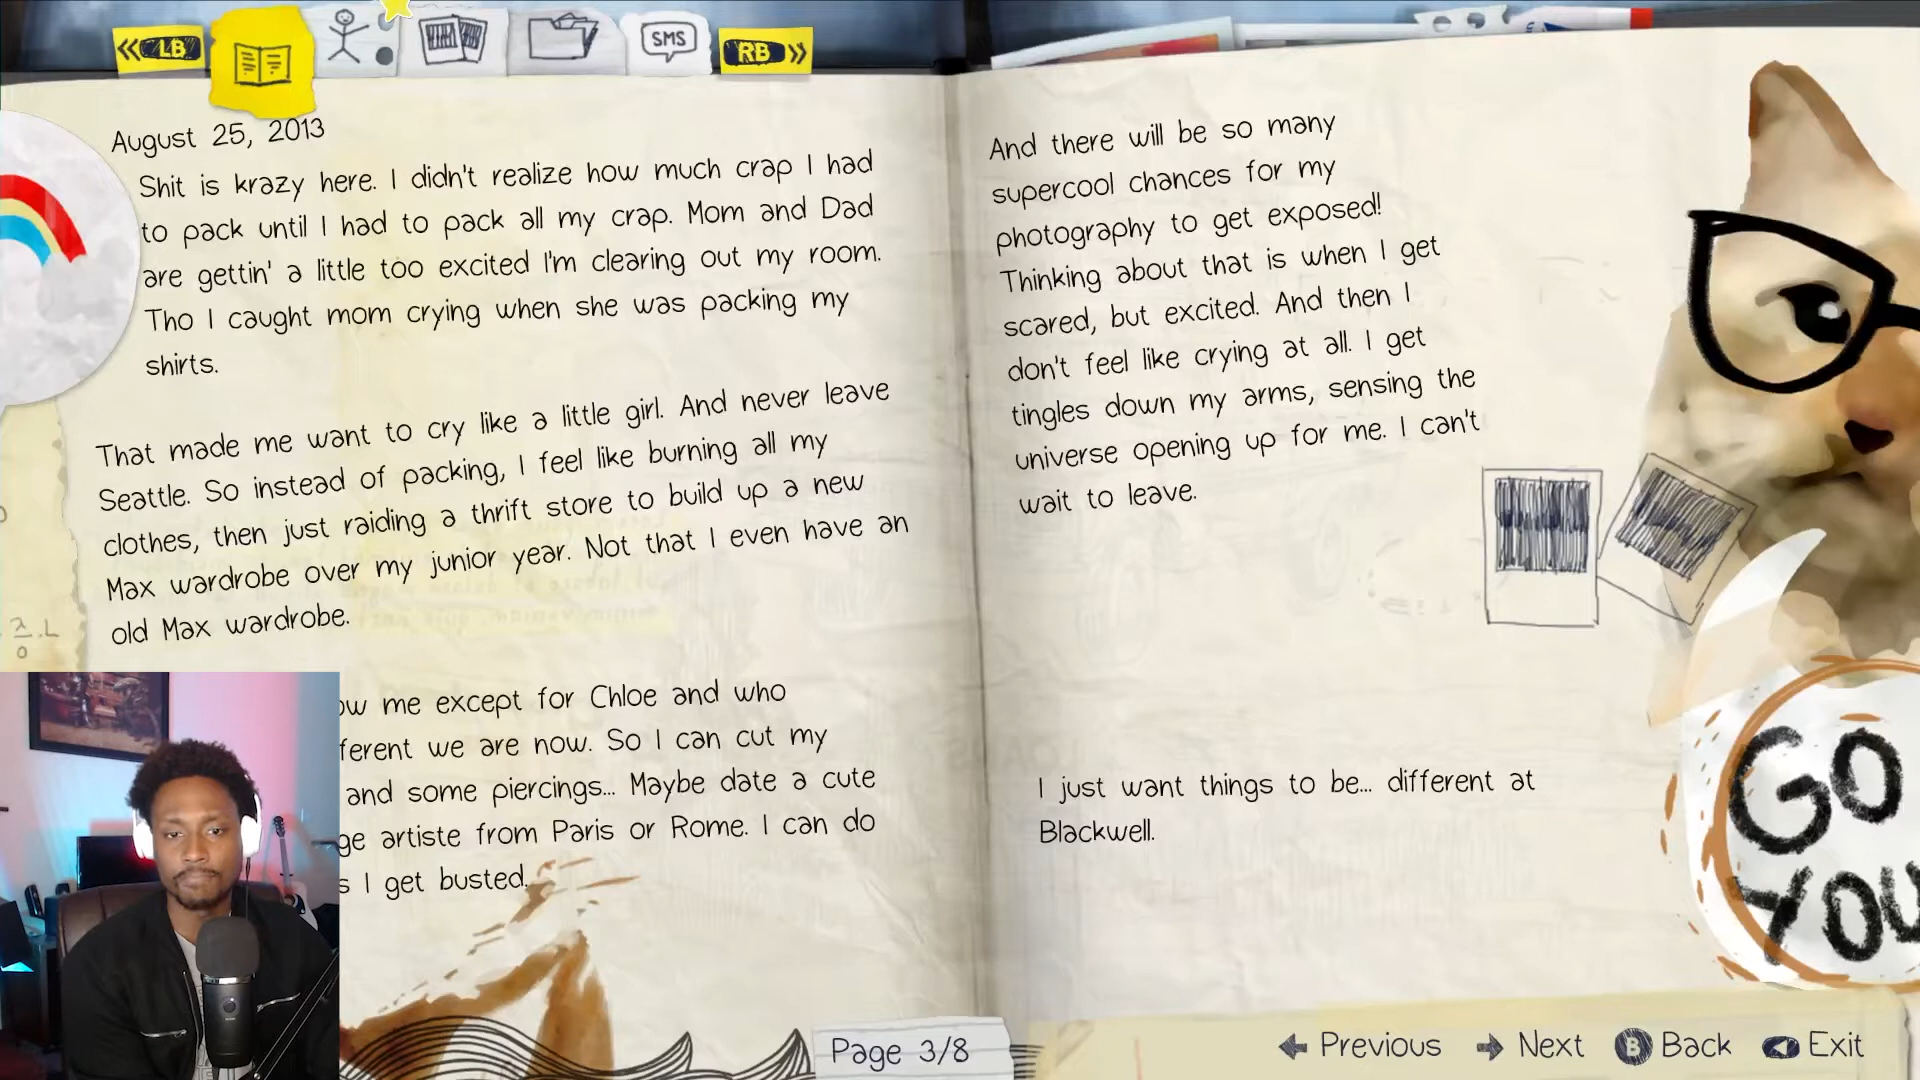 LB
SMS
RB
August 25, 2013
Shit is krazy here. I didn't realize how much crap I had
to pack until I had to pack all my crap. Mom and Dad
are gettin' a little too excited I'm clearing out my room.
Tho I caught mom crying when she was packing my
shirts.
That made me want to cry like a little girl. And never leave
Seattle. So instead of packing, I feel like burning all my
clothes, then just raiding a thrift store to build up a new
Max wardrobe over my junior year. Not that I even have an
old Max wardrobe.
me except for Chloe and who
we are now. So I can cut my
and some piercings... Maybe date a cute
artiste from Paris or Rome. I can do
I get busted.
And there will be so many
supercool chances for my
photography to get exposed!
Thinking about that is when I get
scared, but excited. And then I
don't feel like crying at all. I get
tingles down my arms, sensing the
universe opening up for me. I can't
wait to leave.
I just want things to be... different at
Blackwell.
GO
YOU
Page 3/8
Previous
Next
B Back
Exit